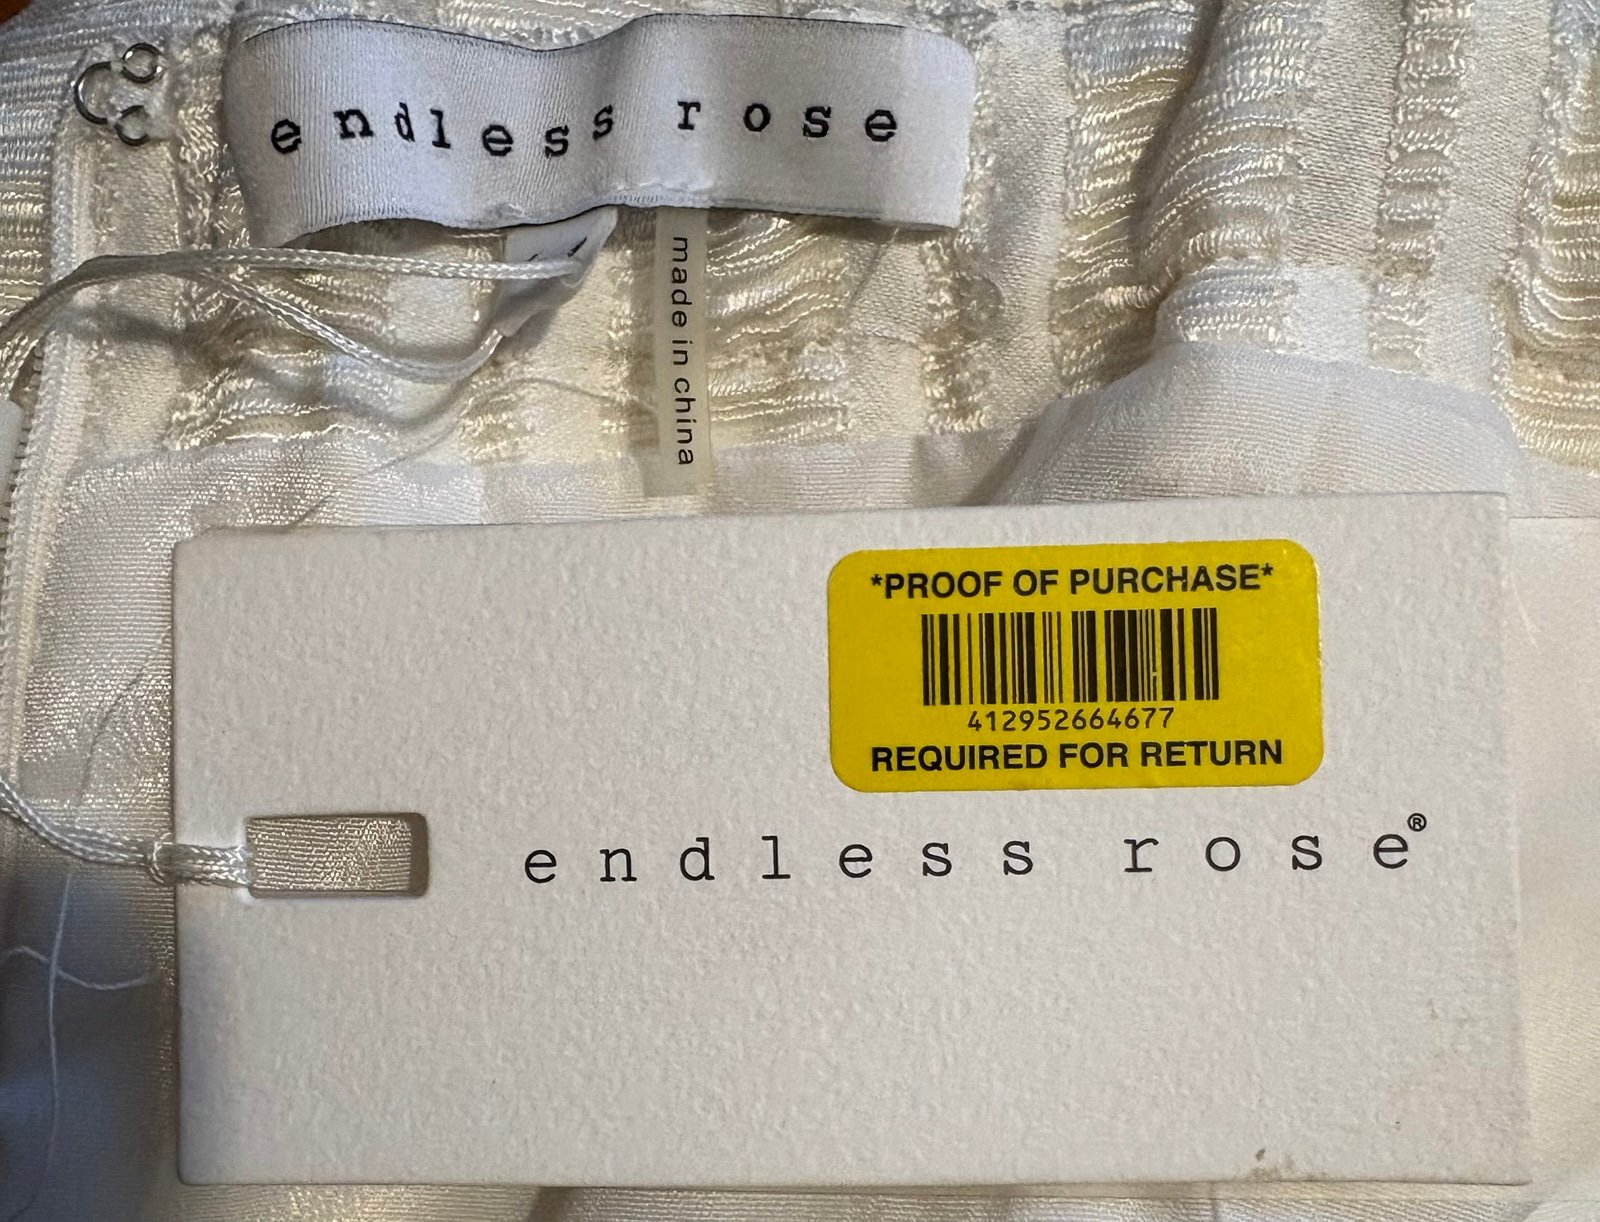 endless rose
made in china
*PROOF OF PURCHASE*
412952664677
REQUIRED FOR RETURN
endless rose®